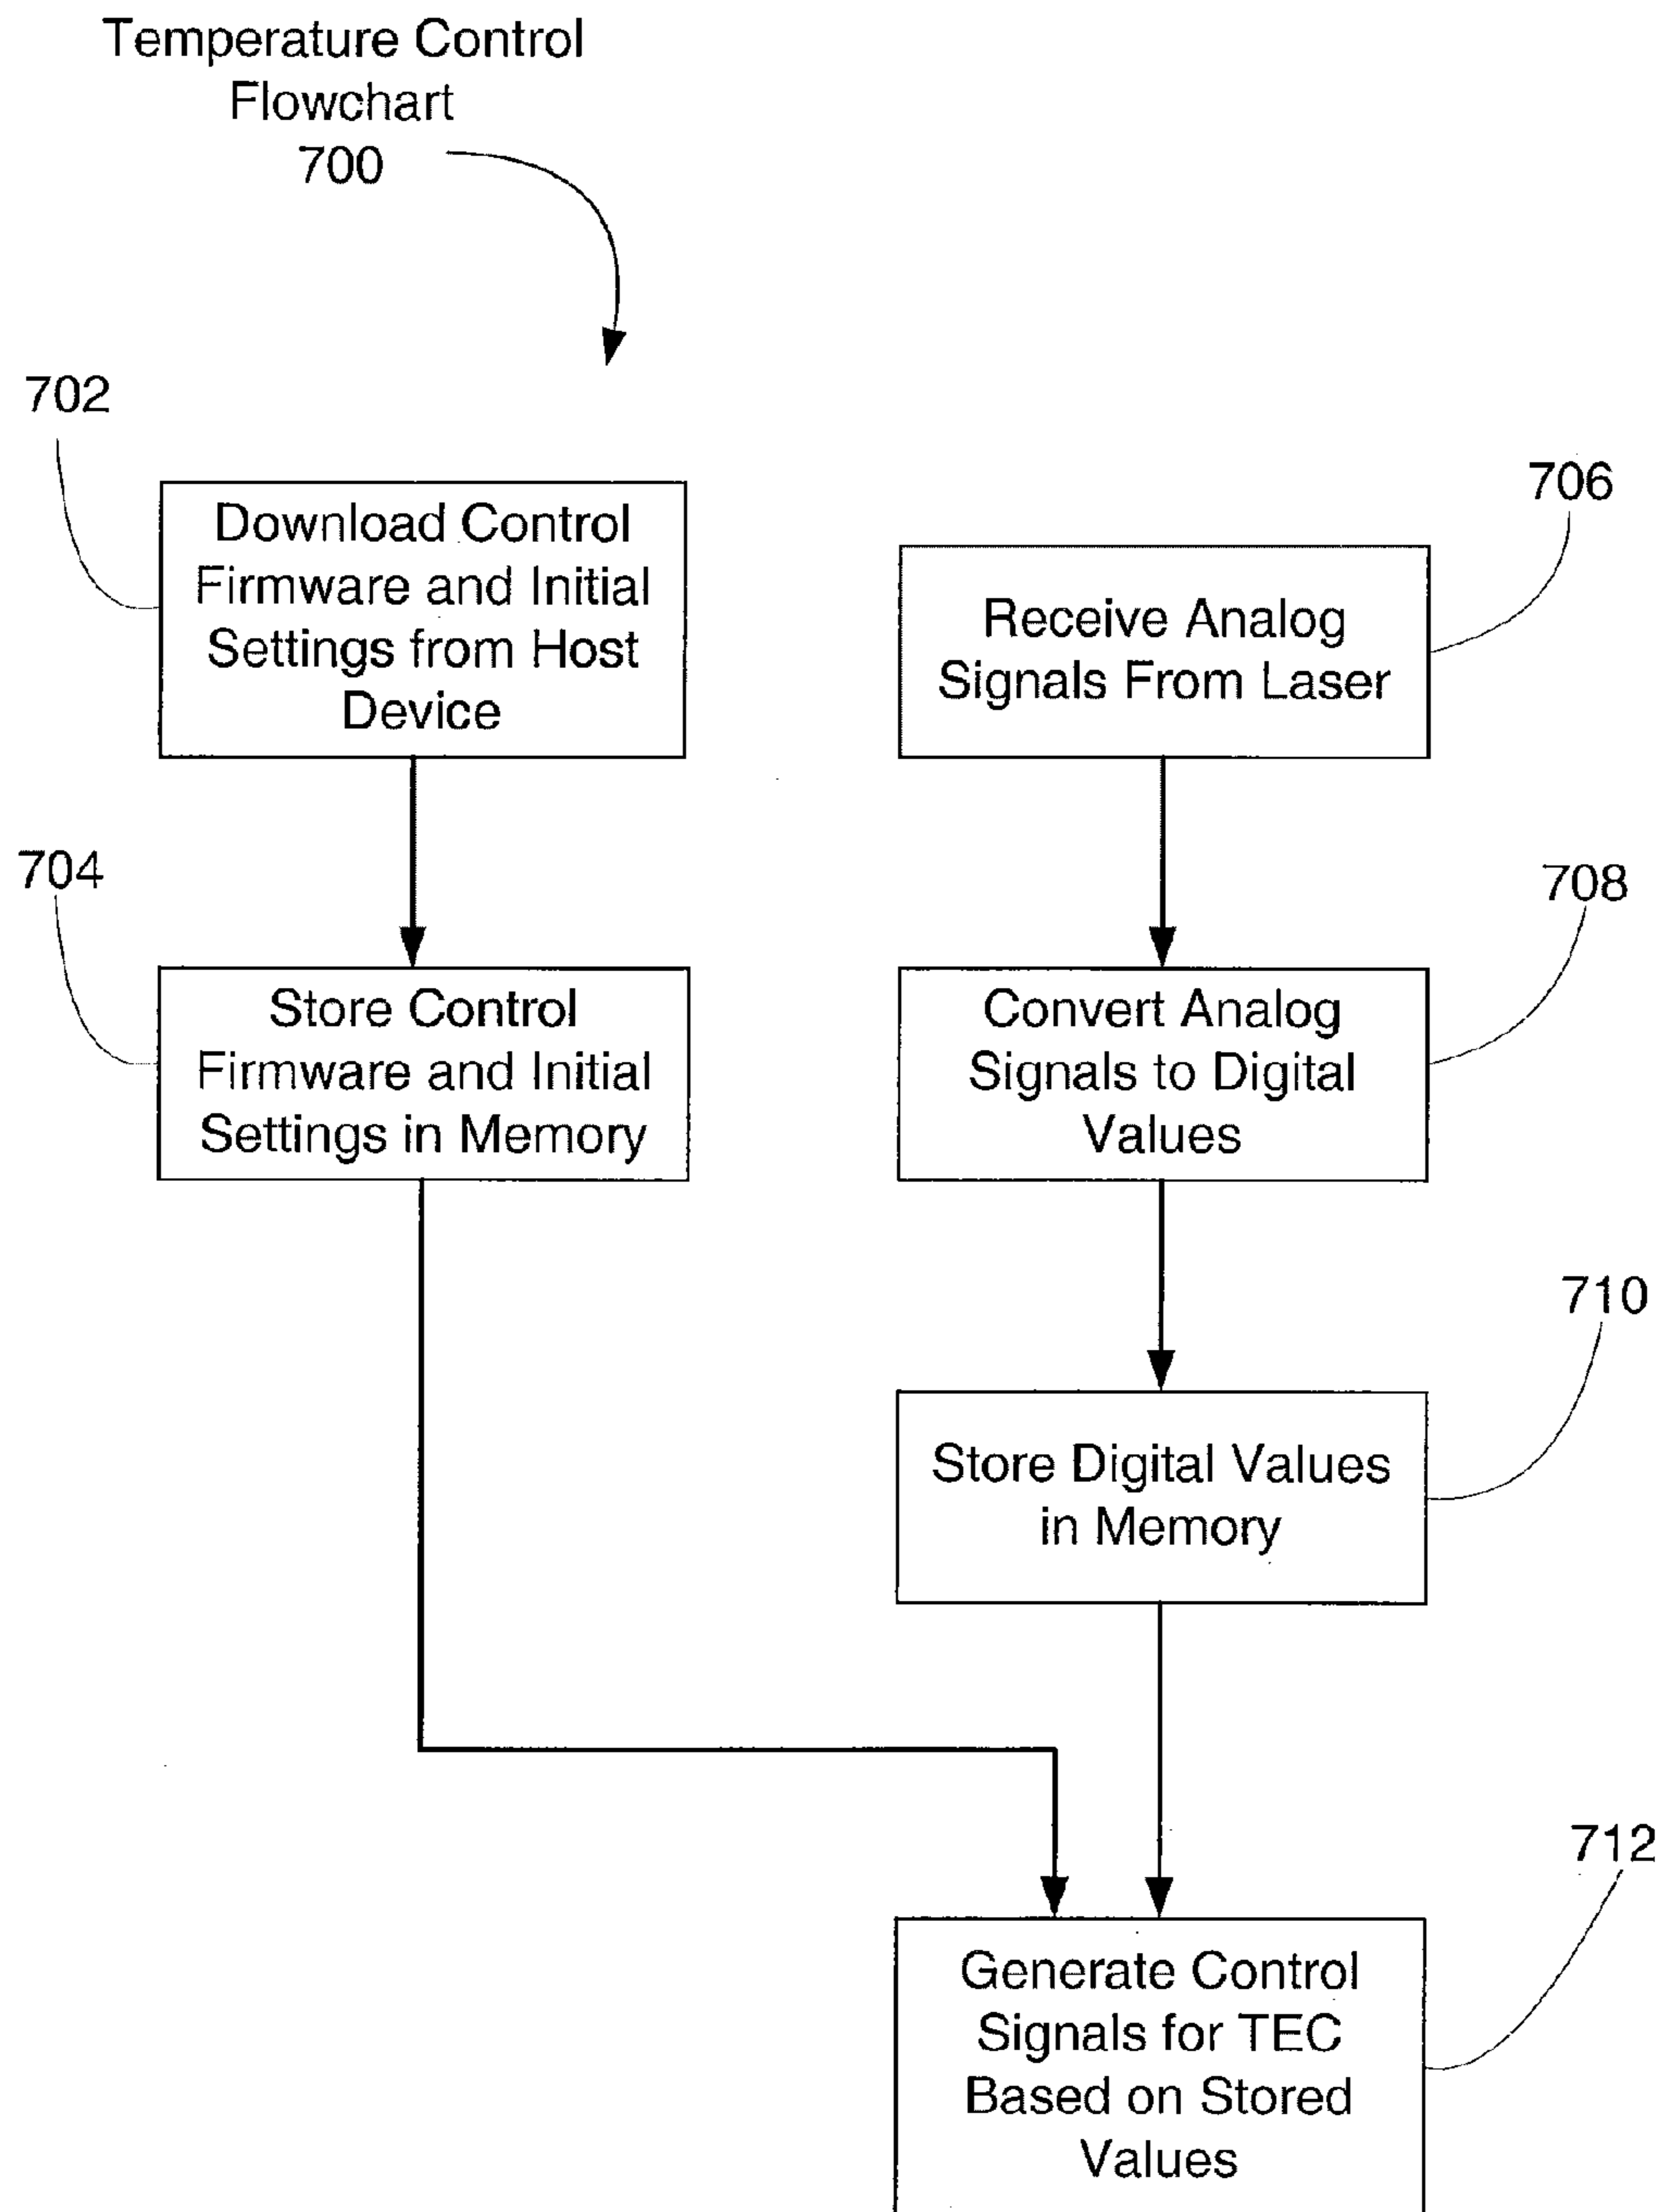 Temperature Control
Flowchart
700
702
Download Control
Firmware and Initial
Settings from Host
Device
704
Store Control
Firmware and Initial
Settings in Memory
706
Receive Analog
Signals From Laser
708
Convert Analog
Signals to Digital
Values
710
Store Digital Values
in Memory
712
Generate Control
Signals for TEC
Based on Stored
Values